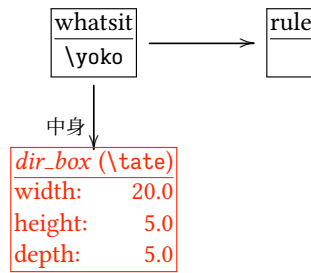 whatsit
\yoko
rule
中身
dir_box (\tate)
width: 20.0
height: 5.0
depth: 5.0